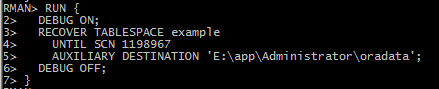 RMAN> RUN {
2>   DEBUG ON;
3>   RECOVER TABLESPACE example
4>     UNTIL SCN 1198967
5>     AUXILIARY DESTINATION 'E:\app\Administrator\oradata';
6>   DEBUG OFF;
7> }